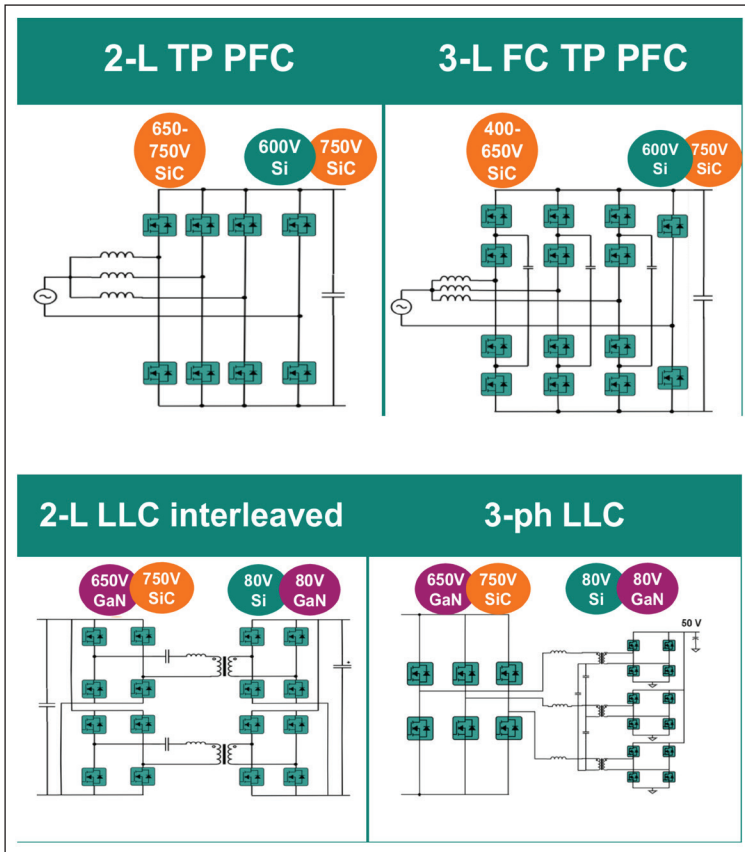 2-L TP PFC
3-L FC TP PFC
650-
750V
SiC
600V
Si
750V
SiC
400-
650V
SiC
600V
Si
750V
SiC
2-L LLC interleaved
3-ph LLC
650V
GaN
750V
SiC
80V
Si
80V
GaN
650V
GaN
750V
SiC
80V
Si
80V
GaN
50 V